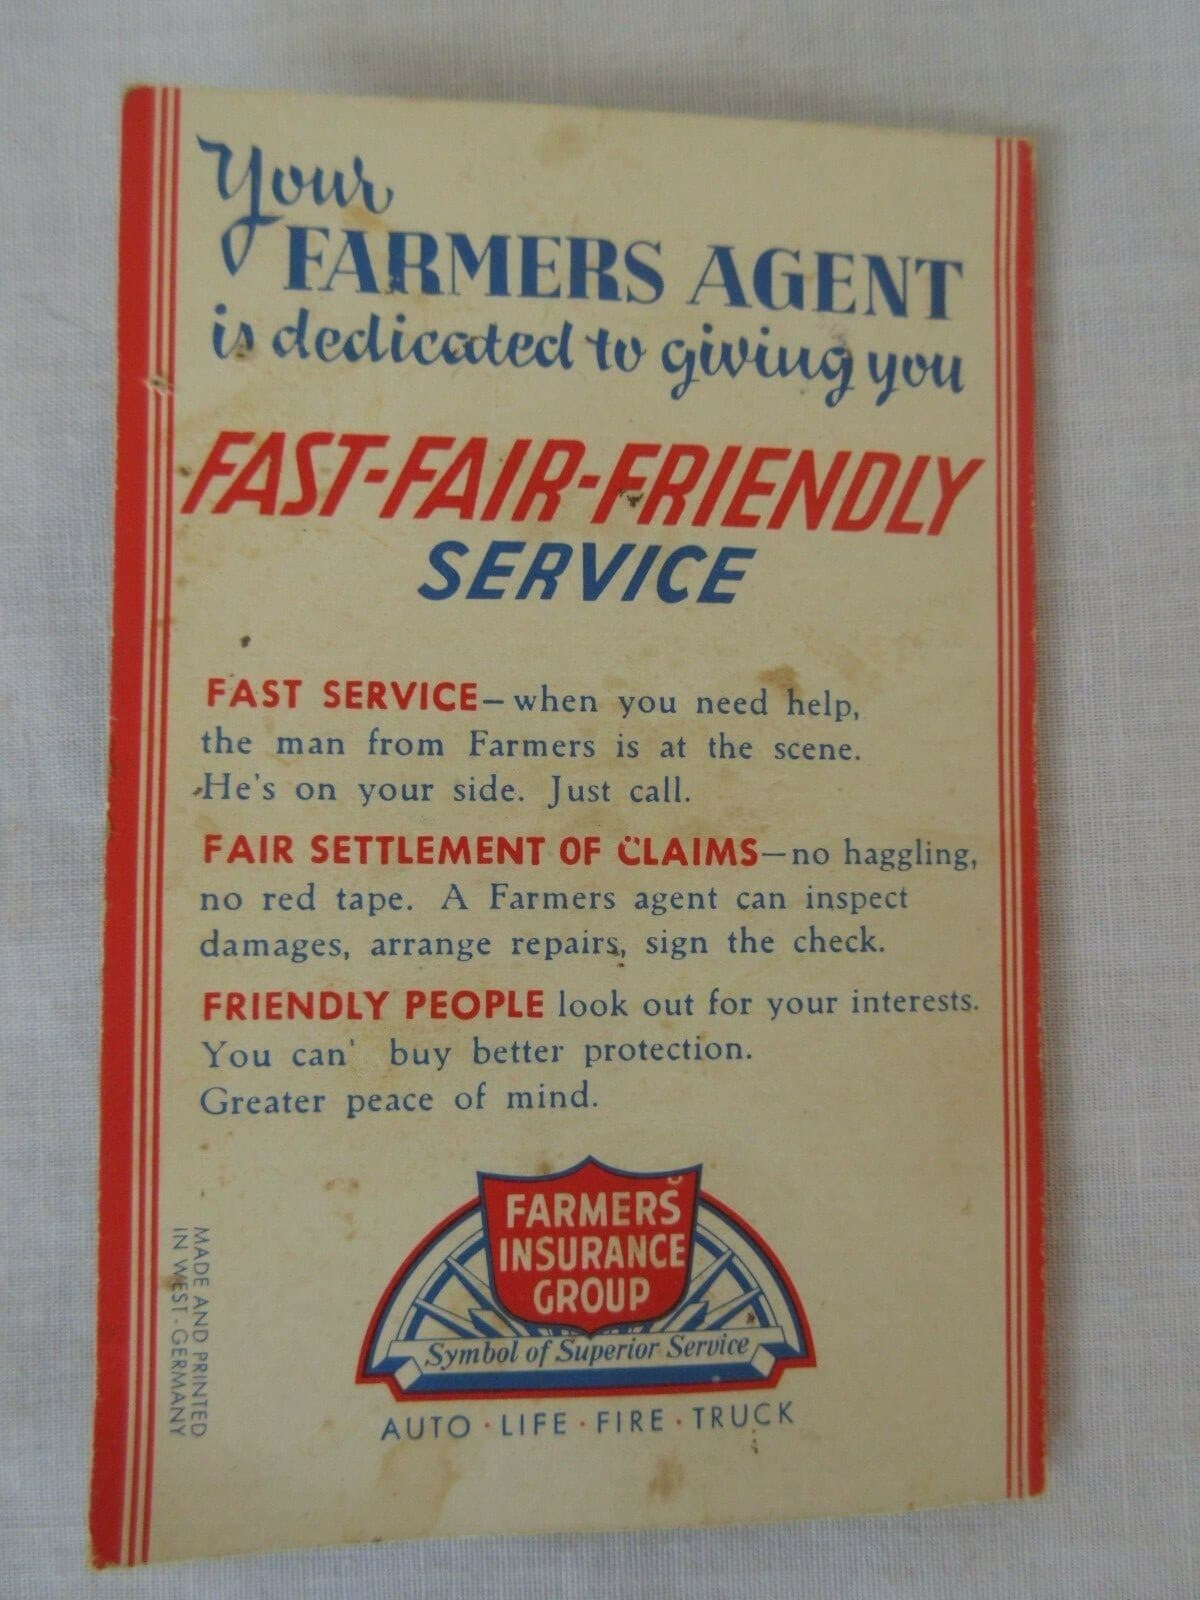 Your
FARMERS AGENT
is dedicated to giving you
FAST-FAIR-FRIENDLY
SERVICE
FAST SERVICE—when you need help,
the man from Farmers is at the scene.
He's on your side. Just call.
FAIR SETTLEMENT OF CLAIMS—no haggling,
no red tape. A Farmers agent can inspect
damages, arrange repairs, sign the check.
FRIENDLY PEOPLE look out for your interests.
You can' buy better protection.
Greater peace of mind.
FARMERS
INSURANCE
GROUP
Symbol of Superior Service
AUTO · LIFE · FIRE · TRUCK
MADE AND PRINTED
IN WEST-GERMANY